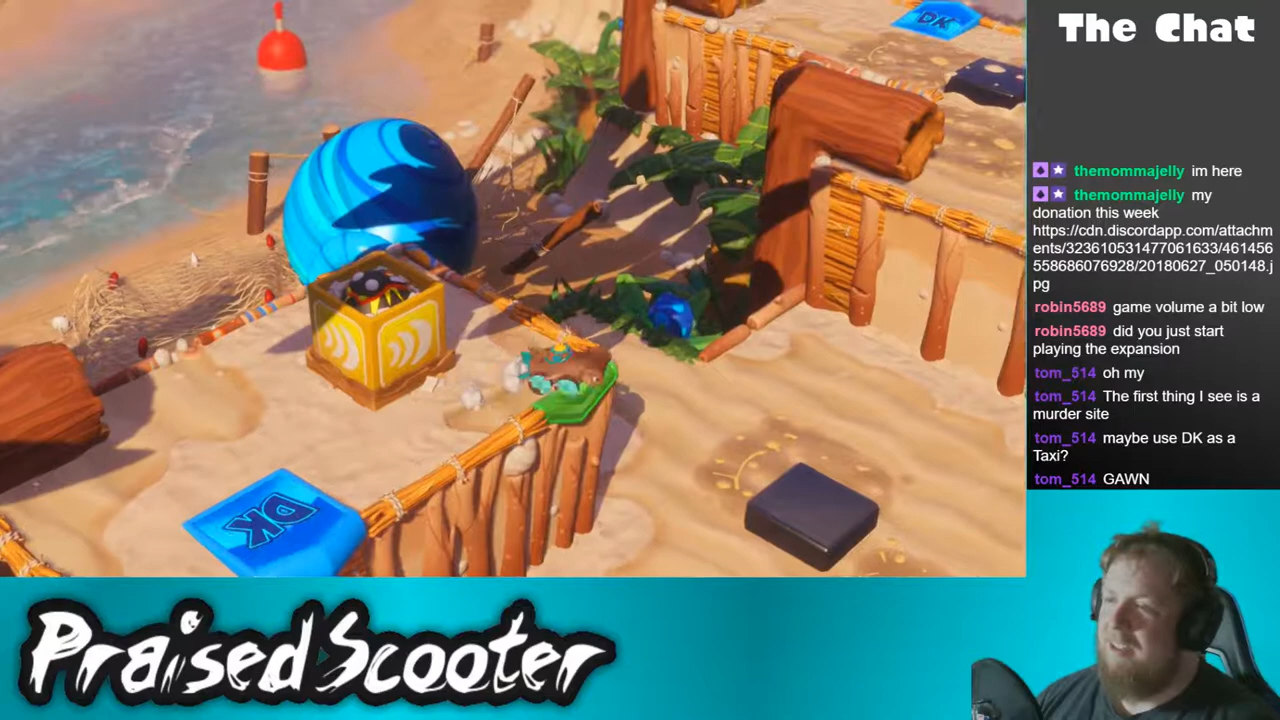 The Chat
DK
themommajelly im here
themommajelly my
donation this week
https://cdn.discordapp.com/attachm
ents/323610531477061633/461456
558686076928/20180627_050148.j
pg
robin5689 game volume a bit low
robin5689 did you just start
playing the expansion
tom_514 oh my
tom_514 The first thing I see is a
murder site
tom_514 maybe use DK as a
Taxi?
tom_514 GAWN
DK
PraisedScooter